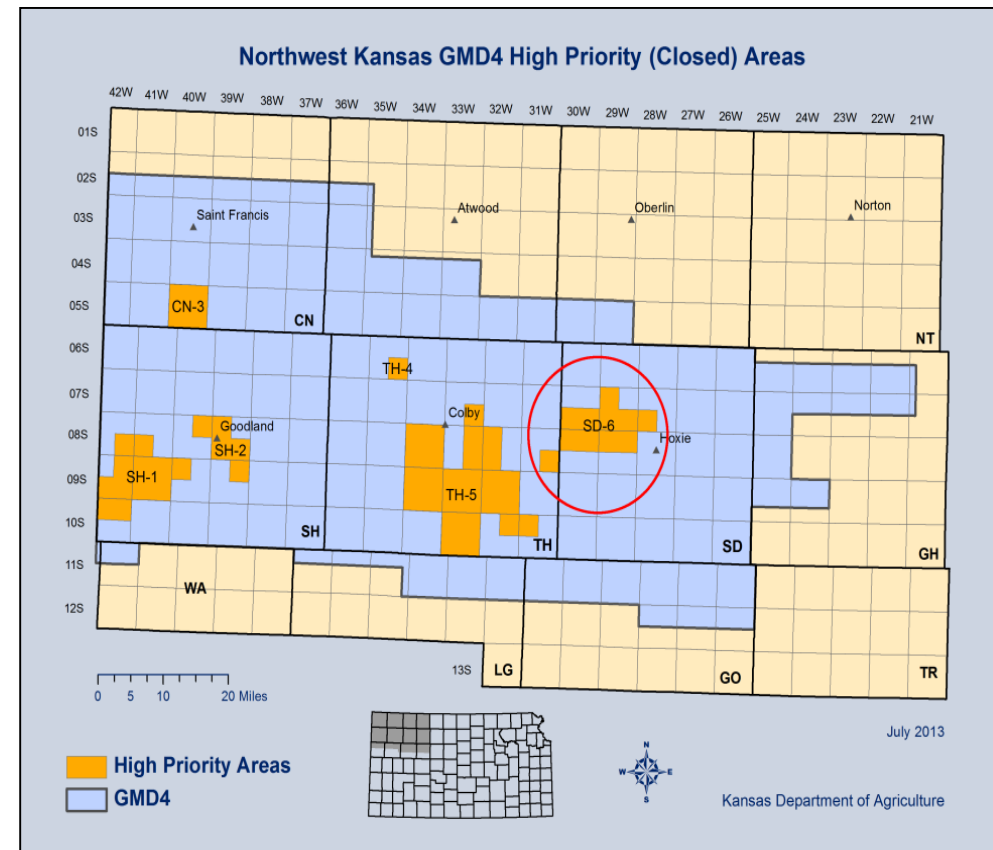 Northwest Kansas GMD4 High Priority (Closed) Areas
42W 41W 40W 39W 38W 37W 36W 35W 34W 33W 32W 31W 30W 29W 28W 27W 26W 25W 24W 23W 22W 21W
01S
02S
03S
04S
05S
06S
07S
08S
09S
10S
11S
12S
13S
Saint Francis
Atwood
Oberlin
Norton
CN-3
CN
NT
TH-4
Goodland
Colby
SD-6
Hoxie
SH-2
SH-1
TH-5
SH
TH
SD
GH
WA
LG
GO
TR
0 5 10 20 Miles
July 2013
High Priority Areas
GMD4
N
W E
S
Kansas Department of Agriculture